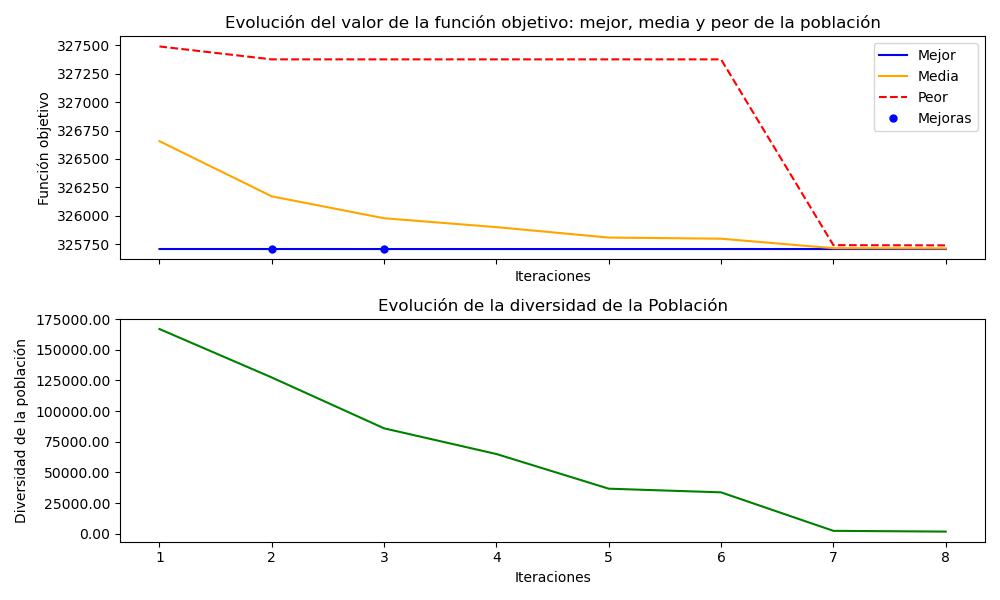 Evolución del valor de la función objetivo: mejor, media y peor de la población
327500
327250
327000
326750
326500
326250
326000
325750
Función objetivo
Mejor
Media
Peor
Mejoras
Iteraciones
Evolución de la diversidad de la Población
175000.00
150000.00
125000.00
100000.00
75000.00
50000.00
25000.00
0.00
Diversidad de la población
1 2 3 4 5 6 7 8
Iteraciones